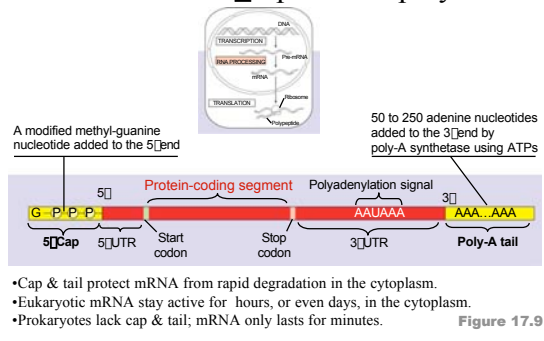 DNA
TRANSCRIPTION
Pre-mRNA
RNA PROCESSING
mRNA
Ribosome
TRANSLATION
Polypeptide
A modified methyl-guanine
nucleotide added to the 5▯end
50 to 250 adenine nucleotides
added to the 3▯end by
poly-A synthetase using ATPs
5▯
Protein-coding segment
Polyadenylation signal
3▯
G P P P
AAUAAA
AAA…AAA
5▯Cap
5▯UTR
Start
codon
Stop
codon
3▯UTR
Poly-A tail
•Cap & tail protect mRNA from rapid degradation in the cytoplasm.
•Eukaryotic mRNA stay active for hours, or even days, in the cytoplasm.
•Prokaryotes lack cap & tail; mRNA only lasts for minutes.
Figure 17.9